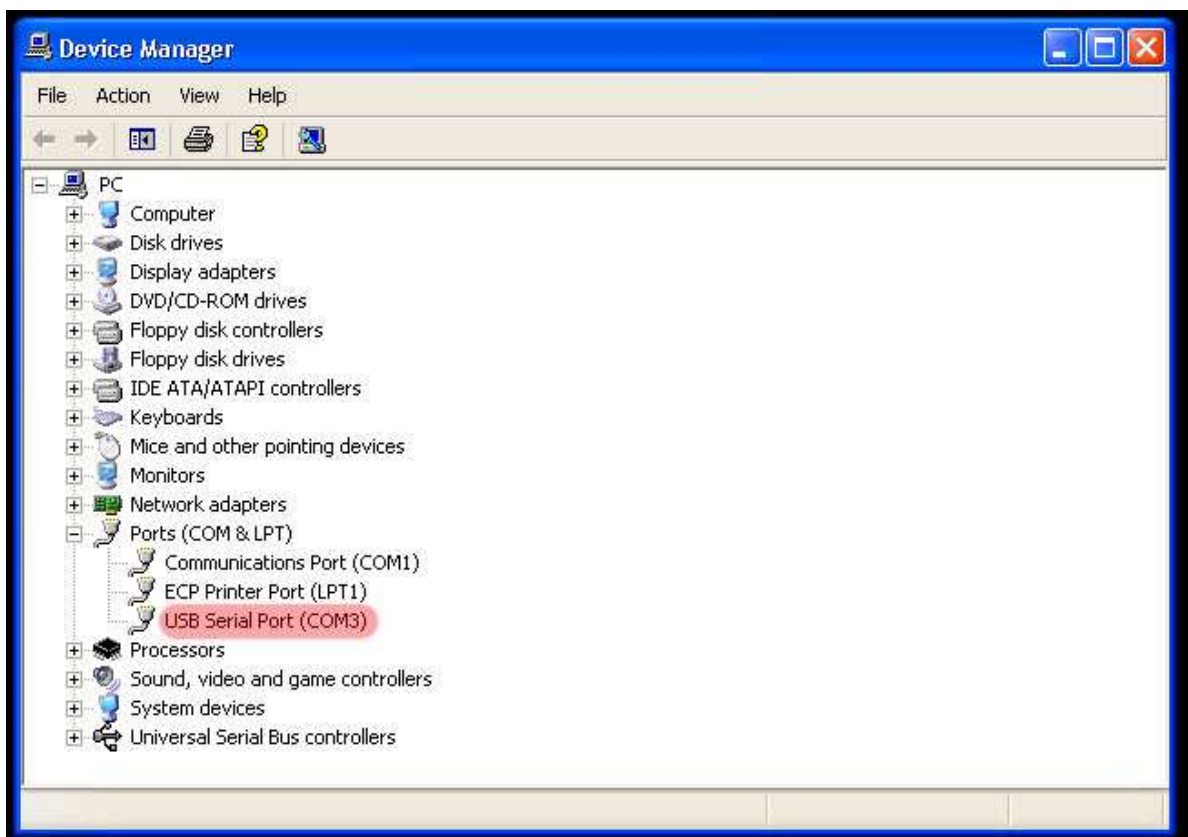 Device Manager
File Action View Help
PC
Computer
Disk drives
Display adapters
DVD/CD-ROM drives
Floppy disk controllers
Floppy disk drives
IDE ATA/ATAPI controllers
Keyboards
Mice and other pointing devices
Monitors
Network adapters
Ports (COM & LPT)
Communications Port (COM1)
ECP Printer Port (LPT1)
USB Serial Port (COM3)
Processors
Sound, video and game controllers
System devices
Universal Serial Bus controllers